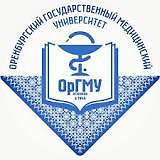 ОРЕНБУРГСКИЙ ГОСУДАРСТВЕННЫЙ МЕДИЦИНСКИЙ
УНИВЕРСИТЕТ
ОрГМУ